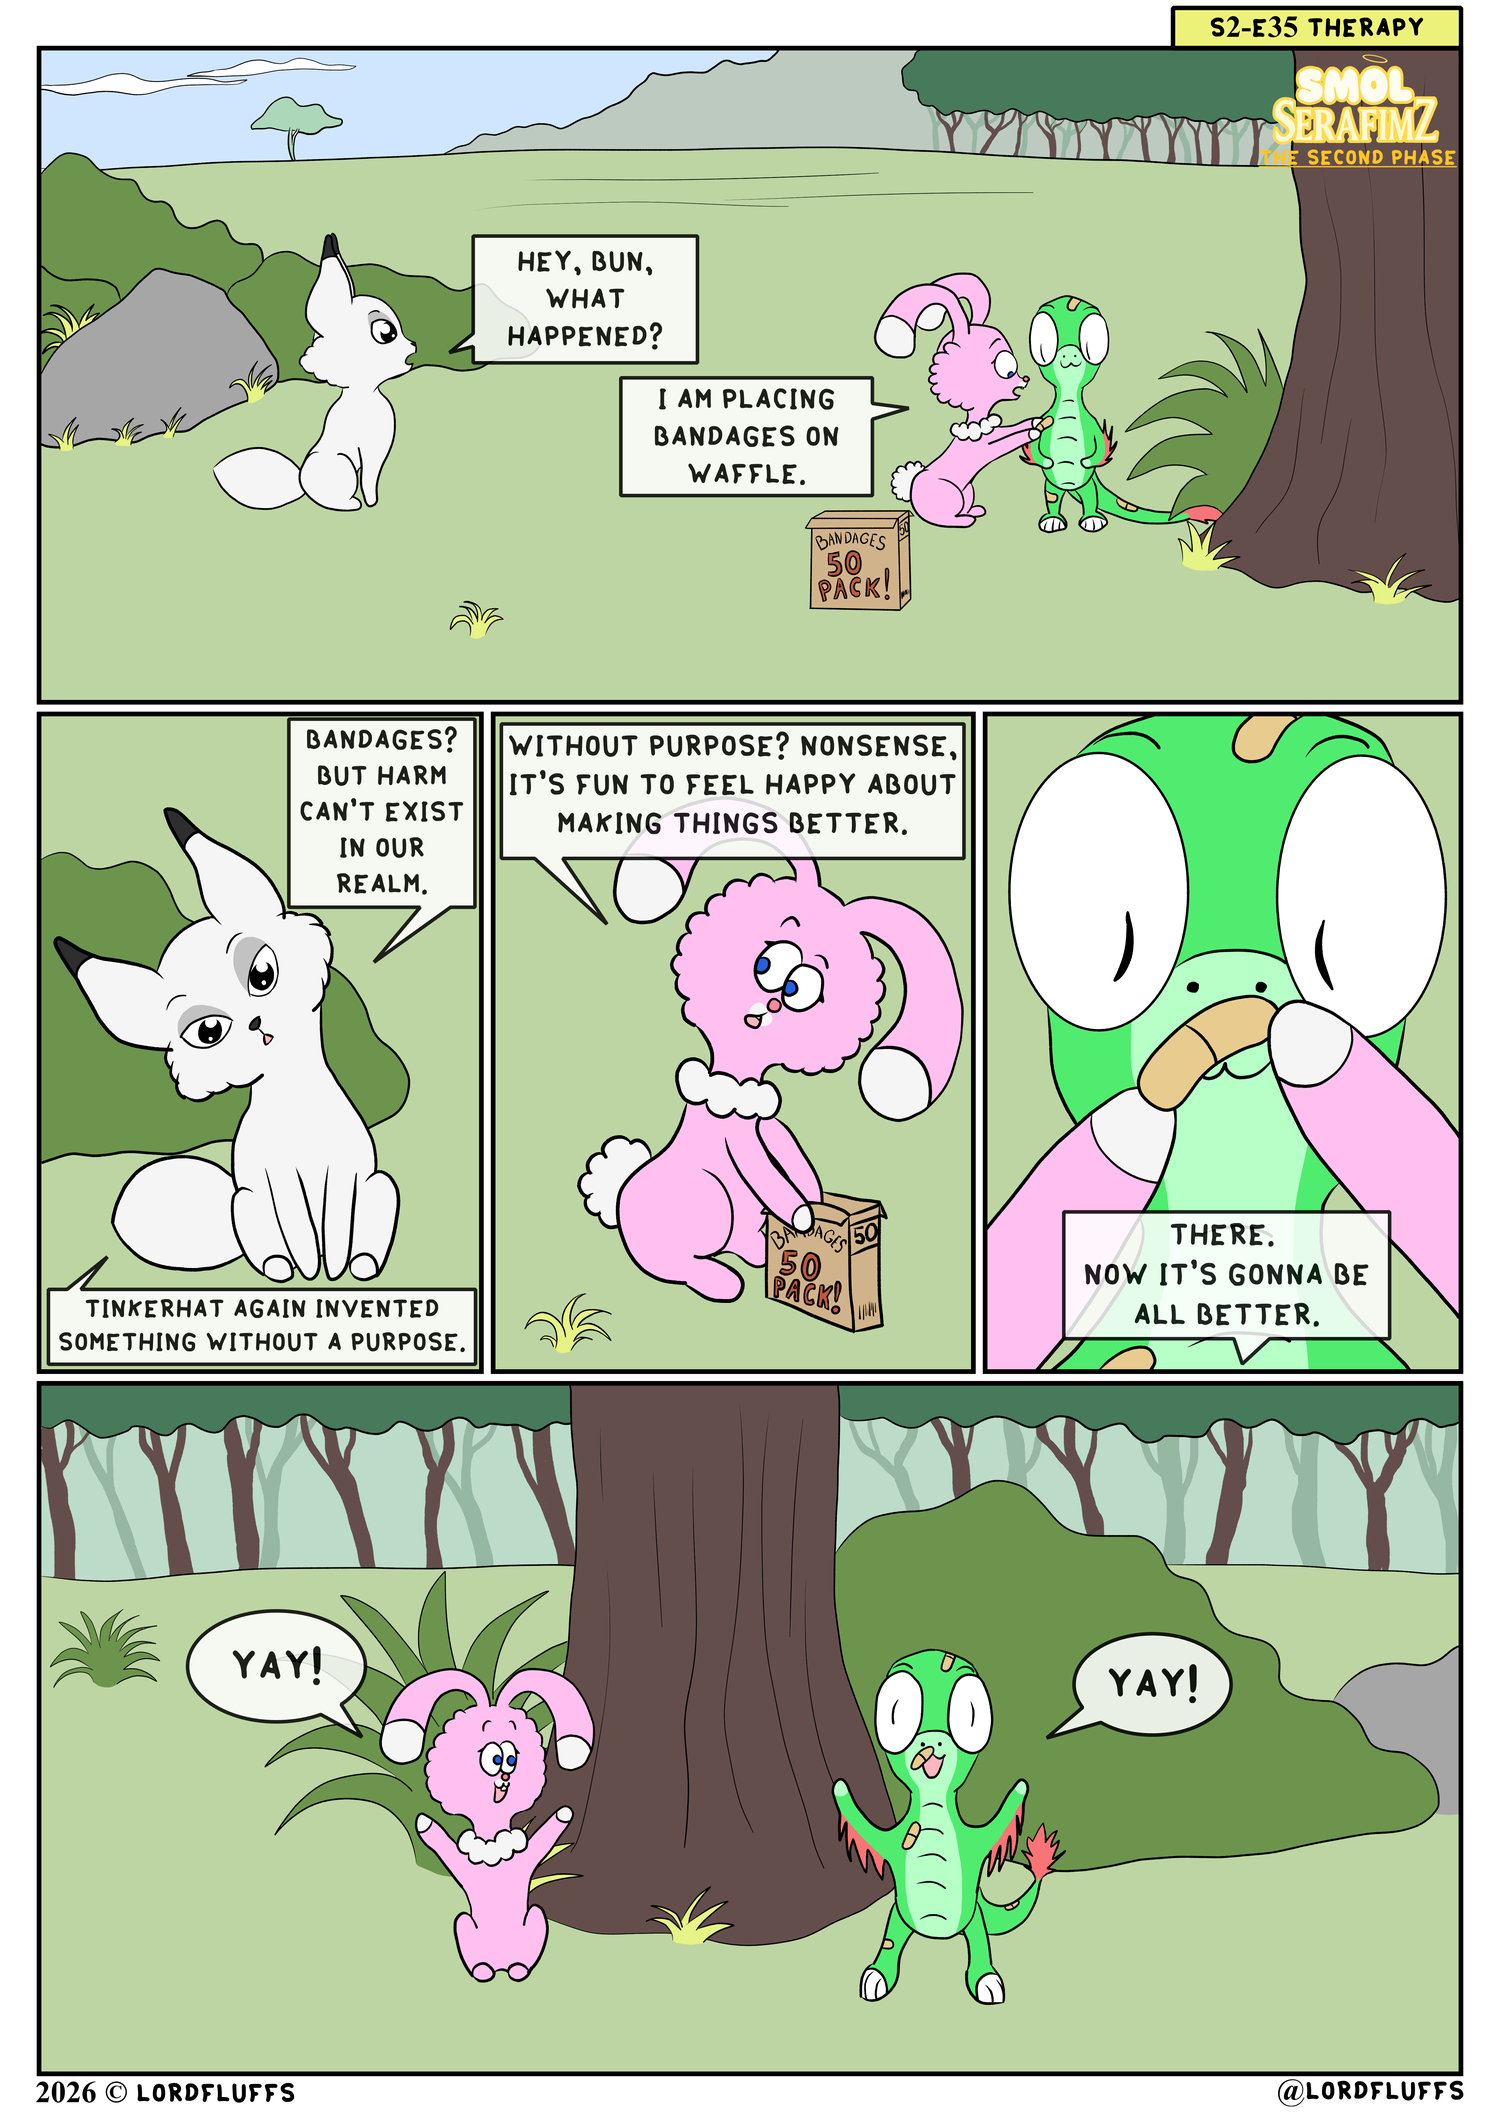 S2-E35 THERAPY
SMOL
SERAFIMZ
THE SECOND PHASE
HEY, BUN,
WHAT
HAPPENED?
I AM PLACING
BANDAGES ON
WAFFLE.
BANDAGES
50
PACK!
50
BANDAGES?
BUT HARM
CAN'T EXIST
IN OUR
REALM.
TINKERHAT AGAIN INVENTED
SOMETHING WITHOUT A PURPOSE.
WITHOUT PURPOSE? NONSENSE,
IT'S FUN TO FEEL HAPPY ABOUT
MAKING THINGS BETTER.
BANDAGES
50
PACK!
50
THERE.
NOW IT'S GONNA BE
ALL BETTER.
YAY!
YAY!
2026 © LORDFLUFFS
@LORDFLUFFS